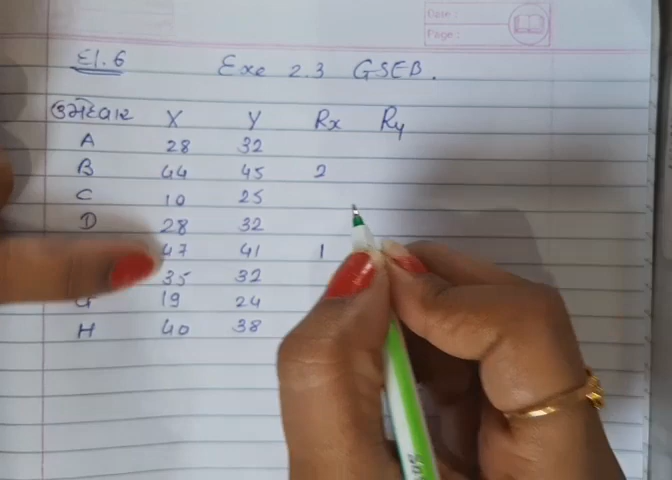 Date :
Page :
દા.6 Exe 2.3 GSEB.
ઉમેદવાર X Y Rx Ry
A 28 32
B 44 45 2
C 10 25
D 28 32
47 41 1
35 32
G 19 24
H 40 38